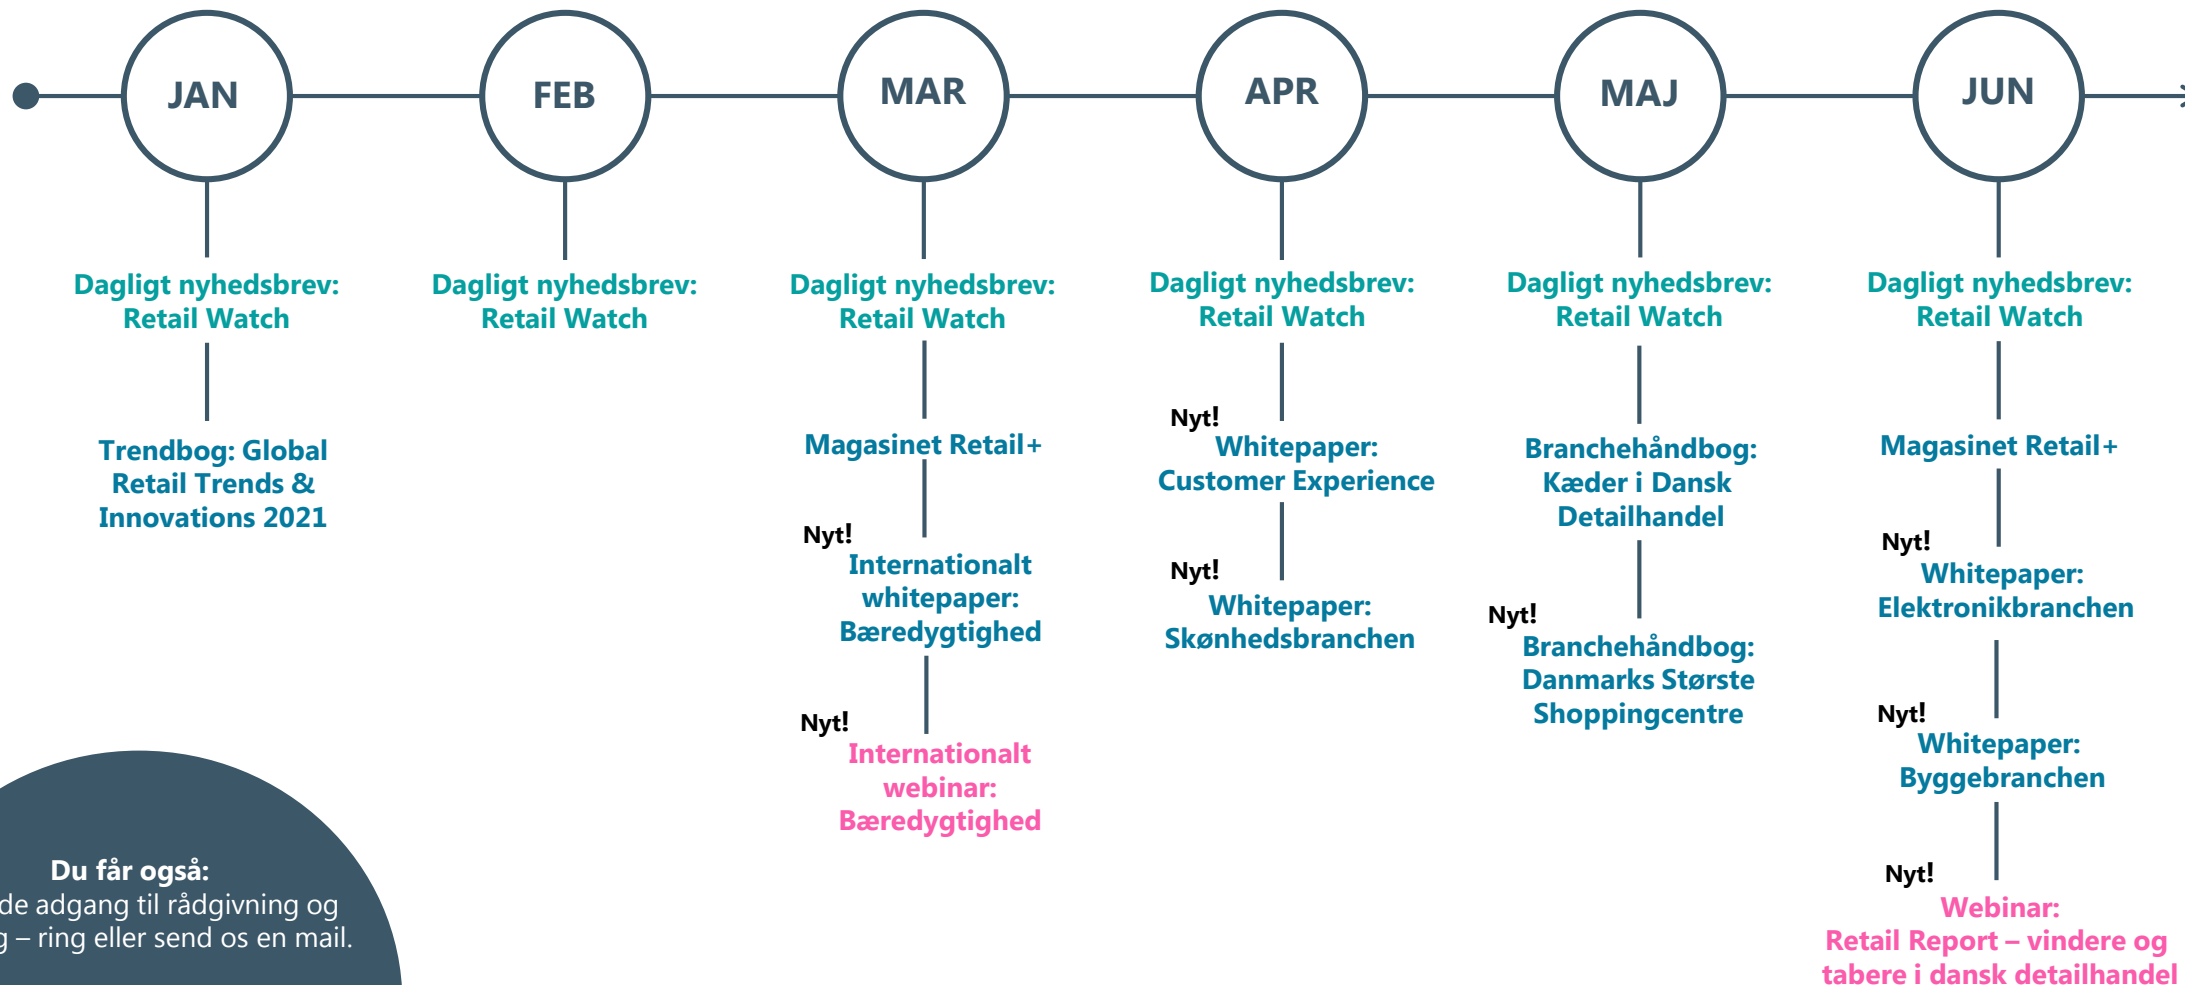 JAN
FEB
MAR
APR
MAJ
JUN
Dagligt nyhedsbrev:
Retail Watch
Trendbog: Global
Retail Trends &
Innovations 2021
Dagligt nyhedsbrev:
Retail Watch
Dagligt nyhedsbrev:
Retail Watch
Magasinet Retail+
Nyt!
Internationalt
whitepaper:
Bæredygtighed
Nyt!
Internationalt
webinar:
Bæredygtighed
Dagligt nyhedsbrev:
Retail Watch
Nyt!
Whitepaper:
Customer Experience
Nyt!
Whitepaper:
Skønhedsbranchen
Dagligt nyhedsbrev:
Retail Watch
Branchehåndbog:
Kæder i Dansk
Detailhandel
Nyt!
Branchehåndbog:
Danmarks Største
Shoppingcentre
Dagligt nyhedsbrev:
Retail Watch
Magasinet Retail+
Nyt!
Whitepaper:
Elektronikbranchen
Nyt!
Whitepaper:
Byggebranchen
Nyt!
Webinar:
Retail Report – vindere og
tabere i dansk detailhandel
Du får også:
adgang til rådgivning og
– ring eller send os en mail.